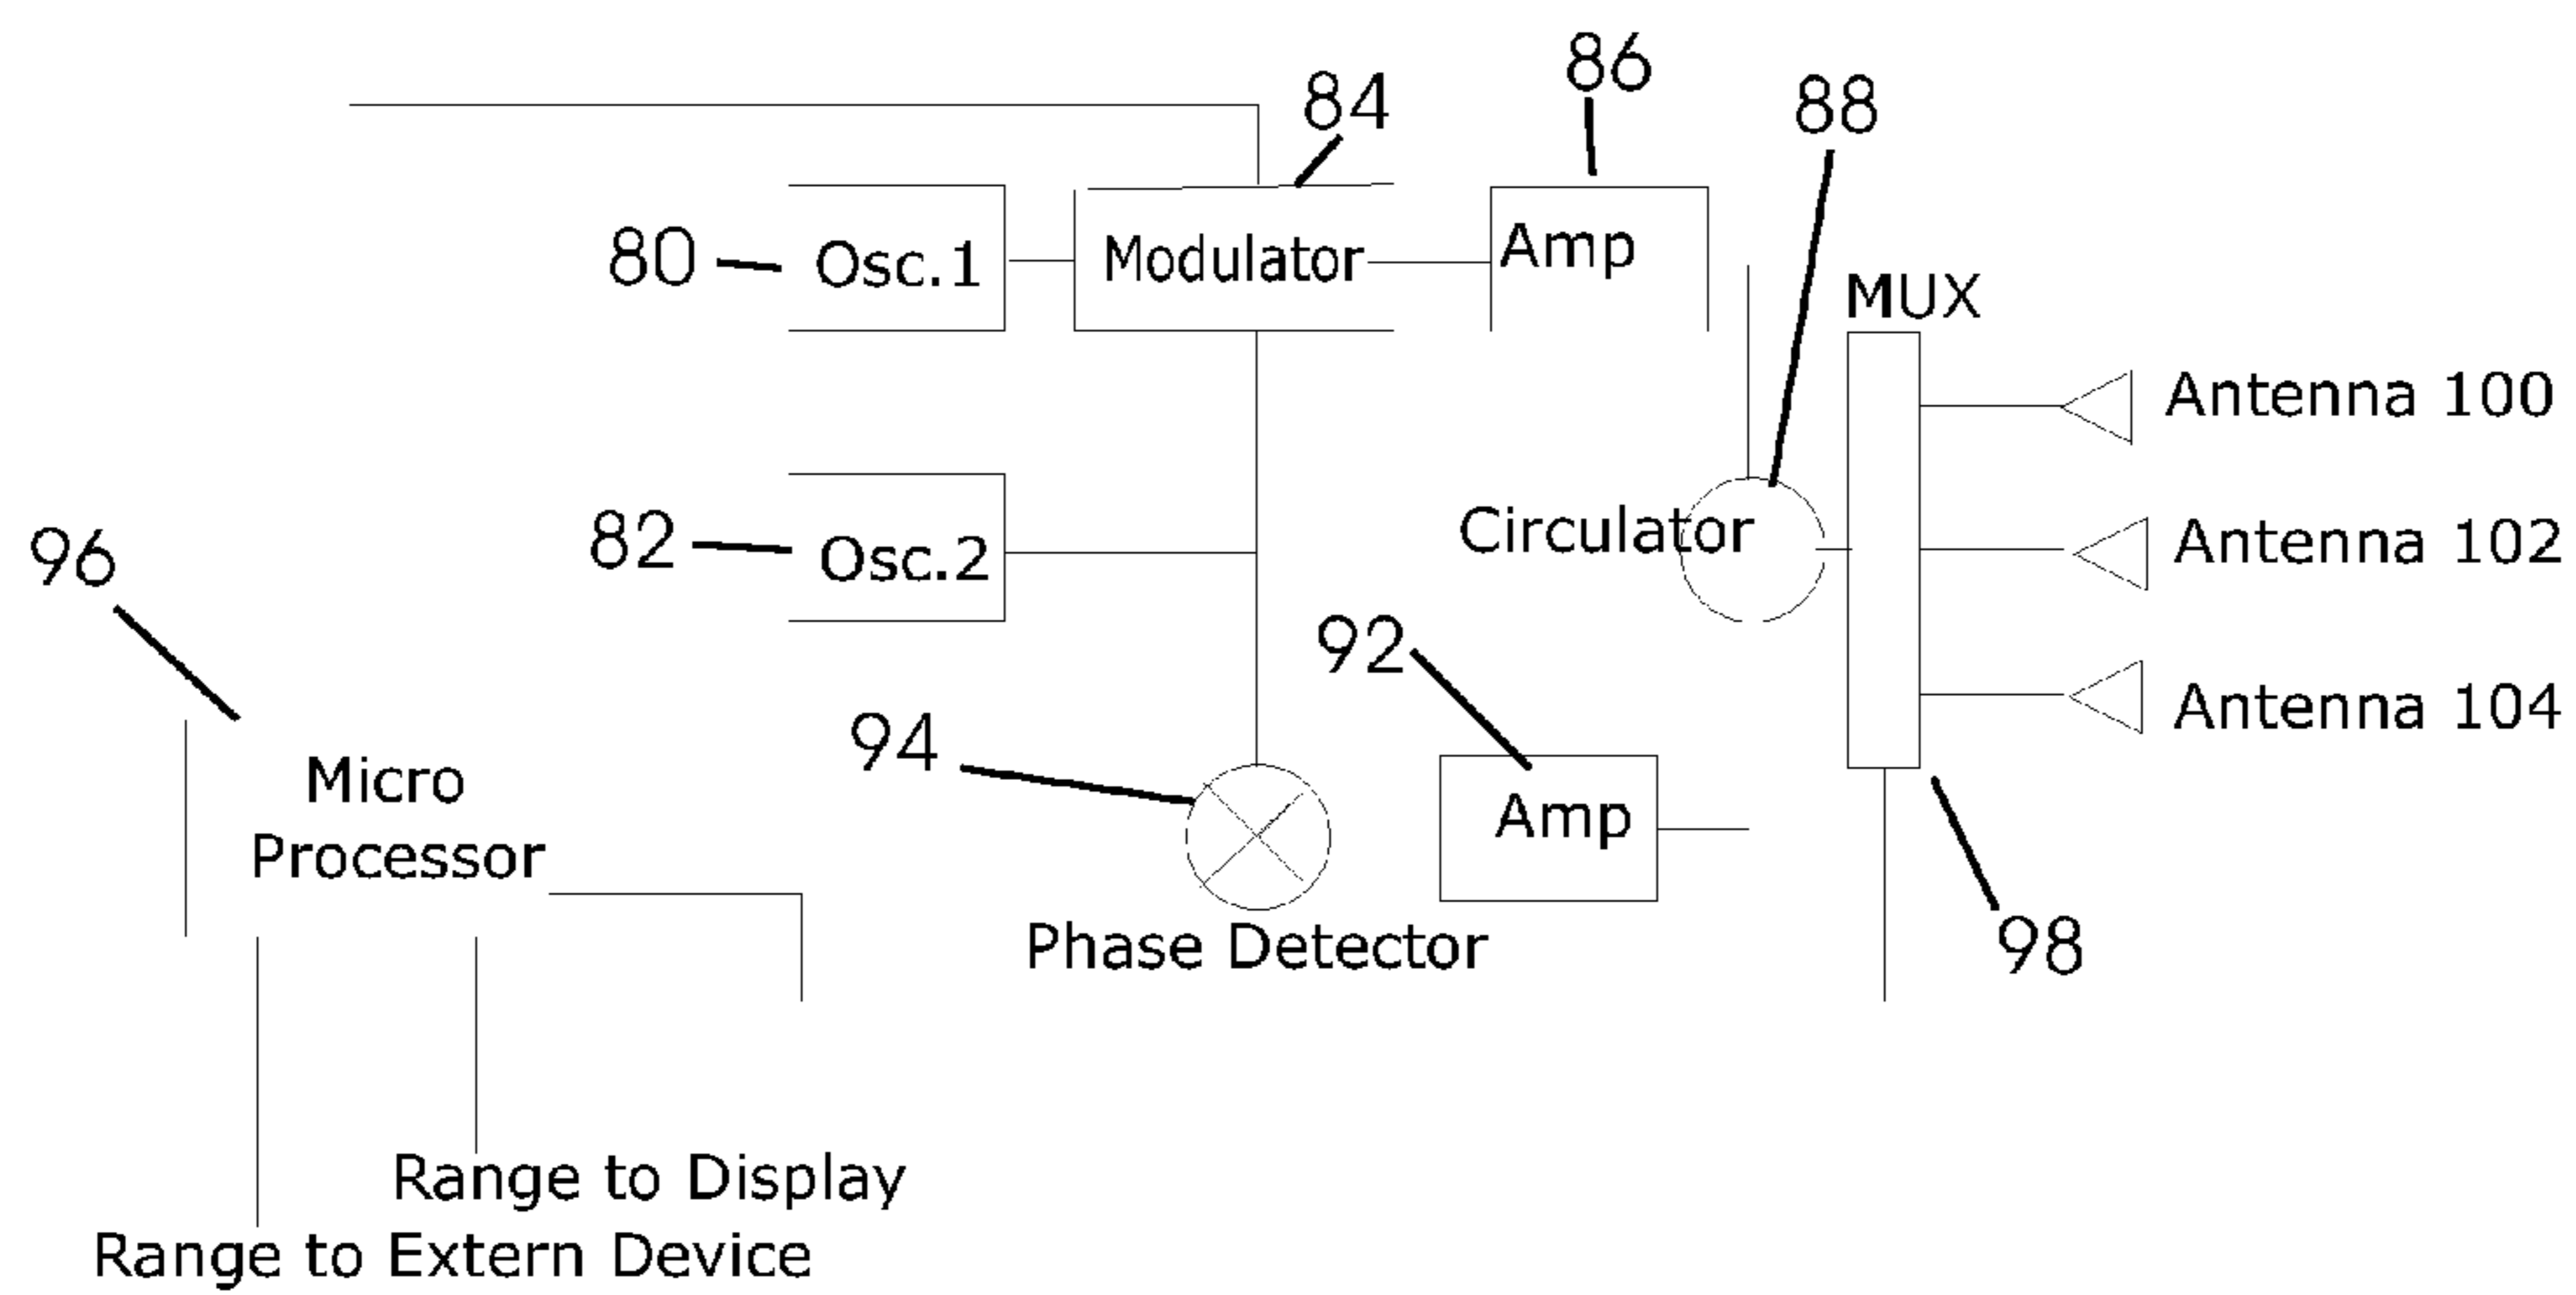 86
84
88
80
Osc.1
Modulator
Amp
MUX
Antenna 100
82
Osc.2
Circulator
Antenna 102
96
92
Antenna 104
94
Micro
Processor
Amp
Phase Detector
98
Range to Display
Range to Extern Device